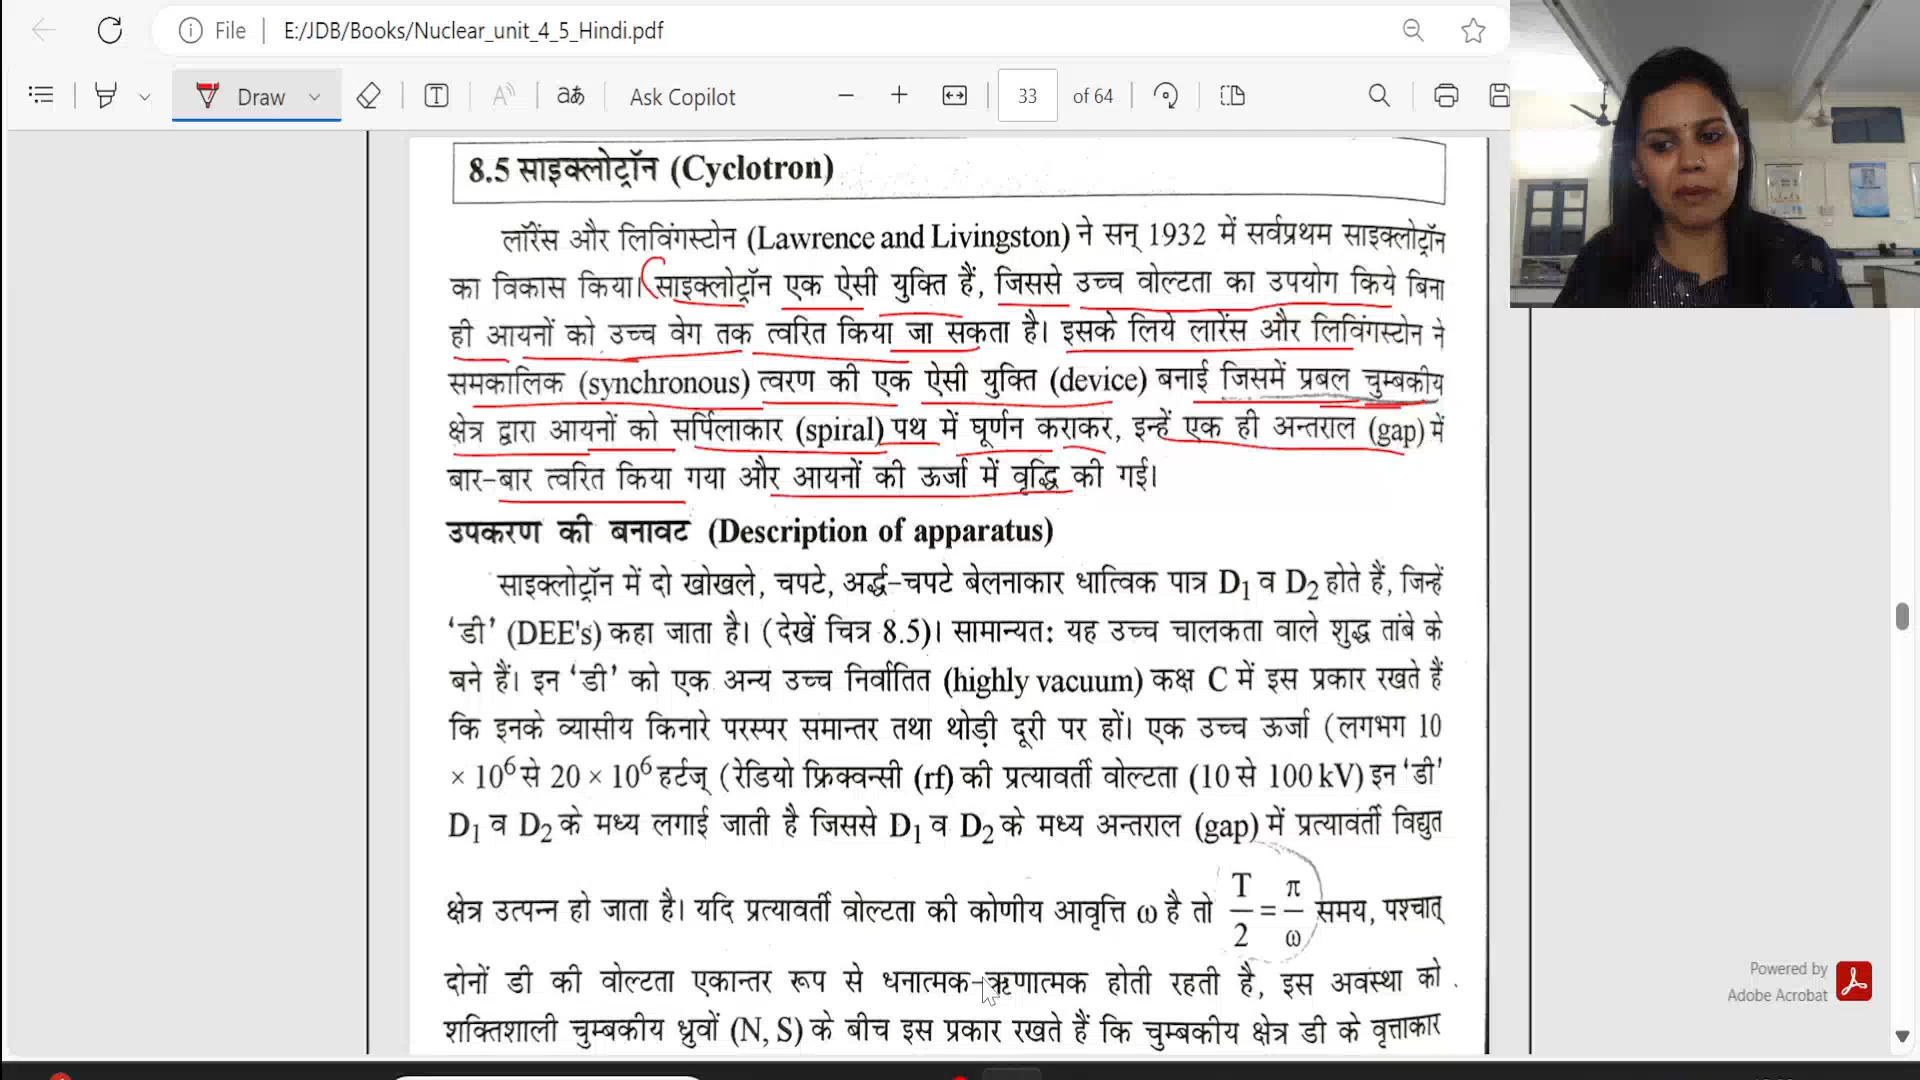 File
E:/JDB/Books/Nuclear_unit_4_5_Hindi.pdf
Draw
Ask Copilot
33 of 64
8.5 साइक्लोट्रॉन (Cyclotron)
लॉरेंस और लिविंगस्टोन (Lawrence and Livingston) ने सन् 1932 में सर्वप्रथम साइक्लोट्रॉन
का विकास किया। साइक्लोट्रॉन एक ऐसी युक्ति हैं, जिससे उच्च वोल्टता का उपयोग किये बिना
ही आयनों को उच्च वेग तक त्वरित किया जा सकता है। इसके लिये लारेंस और लिविंगस्टोन ने
समकालिक (synchronous) त्वरण की एक ऐसी युक्ति (device) बनाई जिसमें प्रबल चुम्बकीय
क्षेत्र द्वारा आयनों को सर्पिलाकार (spiral) पथ में घूर्णन कराकर, इन्हें एक ही अन्तराल (gap) में
बार-बार त्वरित किया गया और आयनों की ऊर्जा में वृद्धि की गई।
उपकरण की बनावट (Description of apparatus)
साइक्लोट्रॉन में दो खोखले, चपटे, अर्द्ध-चपटे बेलनाकार धात्विक पात्र D₁ व D₂ होते हैं, जिन्हें
'डी' (DEE's) कहा जाता है। (देखें चित्र 8.5)। सामान्यत: यह उच्च चालकता वाले शुद्ध तांबे के
बने हैं। इन 'डी' को एक अन्य उच्च निर्वातित (highly vacuum) कक्ष C में इस प्रकार रखते हैं
कि इनके व्यासीय किनारे परस्पर समान्तर तथा थोड़ी दूरी पर हों। एक उच्च ऊर्जा (लगभग 10
× 10⁶ से 20 × 10⁶ हर्टज् (रेडियो फ्रिक्वन्सी (rf) की प्रत्यावर्ती वोल्टता (10 से 100 kV) इन 'डी'
D₁ व D₂ के मध्य लगाई जाती है जिससे D₁ व D₂ के मध्य अन्तराल (gap) में प्रत्यावर्ती विद्युत
क्षेत्र उत्पन्न हो जाता है। यदि प्रत्यावर्ती वोल्टता की कोणीय आवृत्ति ω है तो T/2 = π/ω समय, पश्चात्
दोनों डी की वोल्टता एकान्तर रूप से धनात्मक-ऋणात्मक होती रहती है, इस अवस्था को
शक्तिशाली चुम्बकीय ध्रुवों (N, S) के बीच इस प्रकार रखते हैं कि चुम्बकीय क्षेत्र डी के वृत्ताकार
Powered by
Adobe Acrobat